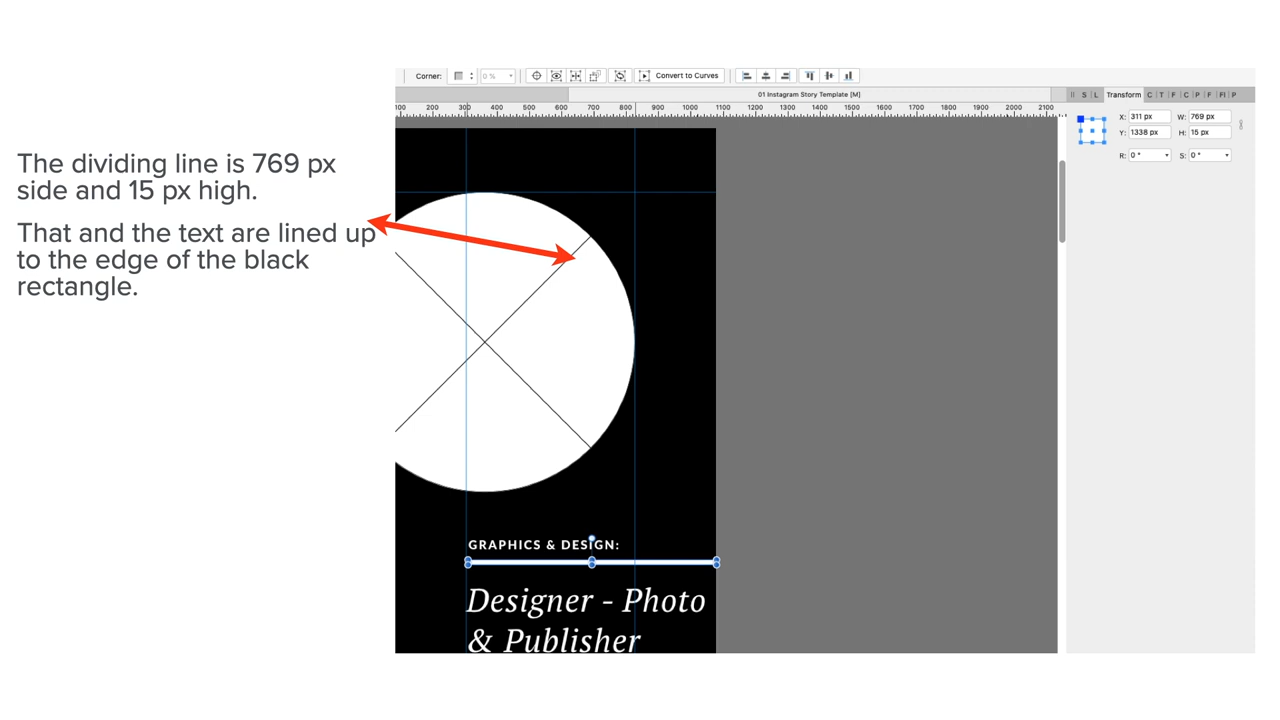 Corner: 0 % Convert to Curves
01 Instagram Story Template [M]
S L Transform C T F C P F FI P
100 200 300 400 500 600 700 800 900 1000 1100 1200 1300 1400 1500 1600 1700 1800 1900 2000 2100
X: 311 px W: 769 px
Y: 1338 px H: 15 px
R: 0 ° S: 0 °
The dividing line is 769 px
side and 15 px high.
That and the text are lined up
to the edge of the black
rectangle.
GRAPHICS & DESIGN:
Designer - Photo
& Publisher